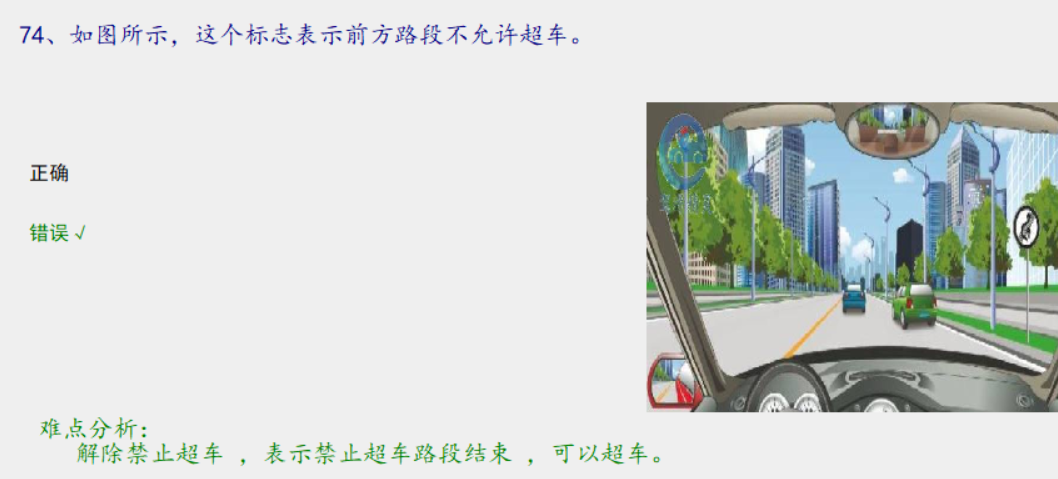 74、如图所示，这个标志表示前方路段不允许超车。
正确
错误 √
难点分析：
解除禁止超车 ，表示禁止超车路段结束 ，可以超车。